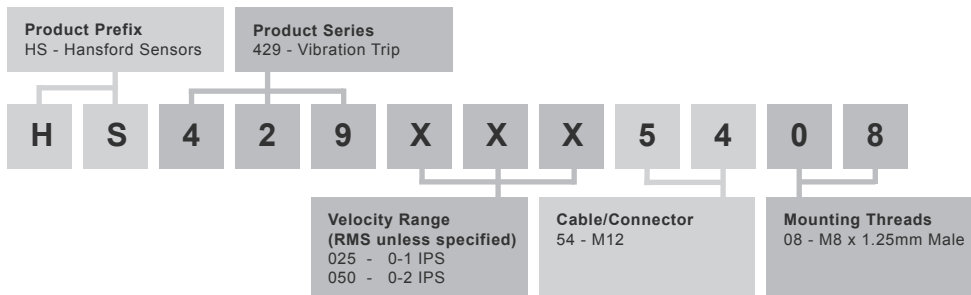 Product Prefix
HS - Hansford Sensors
Product Series
429 - Vibration Trip
H S 4 2 9 X X X 5 4 0 8
Velocity Range
(RMS unless specified)
025 - 0-1 IPS
050 - 0-2 IPS
Cable/Connector
54 - M12
Mounting Threads
08 - M8 x 1.25mm Male